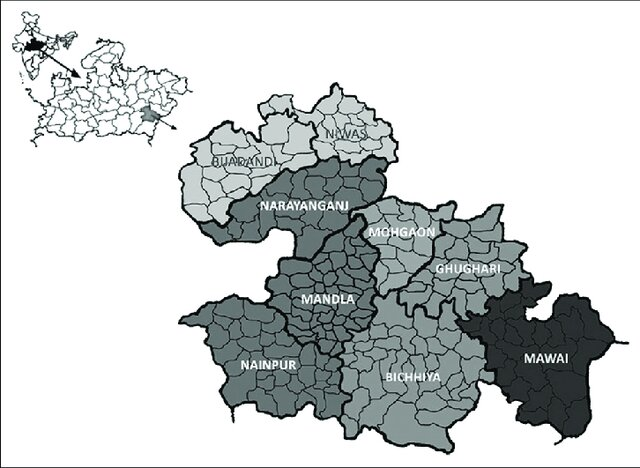 NIWAS
BIJADANDI
NARAYANGANJ
MOHGAON
GHUGHARI
MANDLA
MAWAI
NAINPUR
BICHHIYA